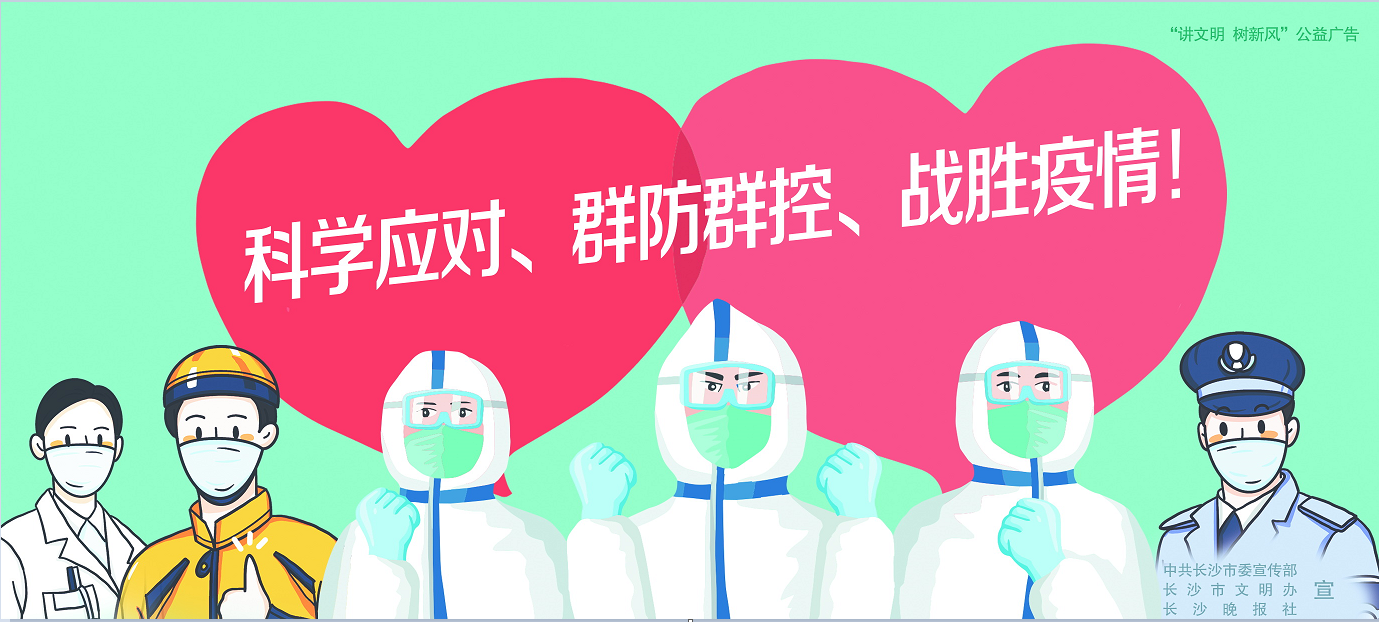 “讲文明 树新风”公益广告
科学应对、群防群控、战胜疫情！
中共长沙市委宣传部
长沙市文明办 宣
长沙晚报社